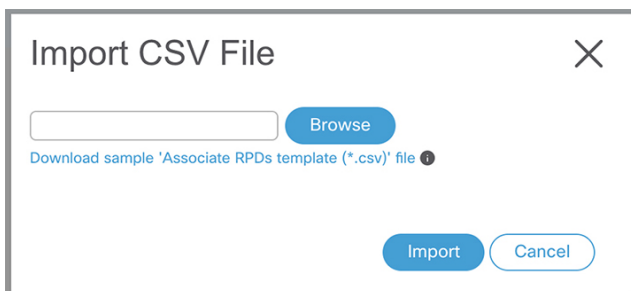 Import CSV File
Browse
Download sample 'Associate RPDs template (*.csv)' file
Import
Cancel